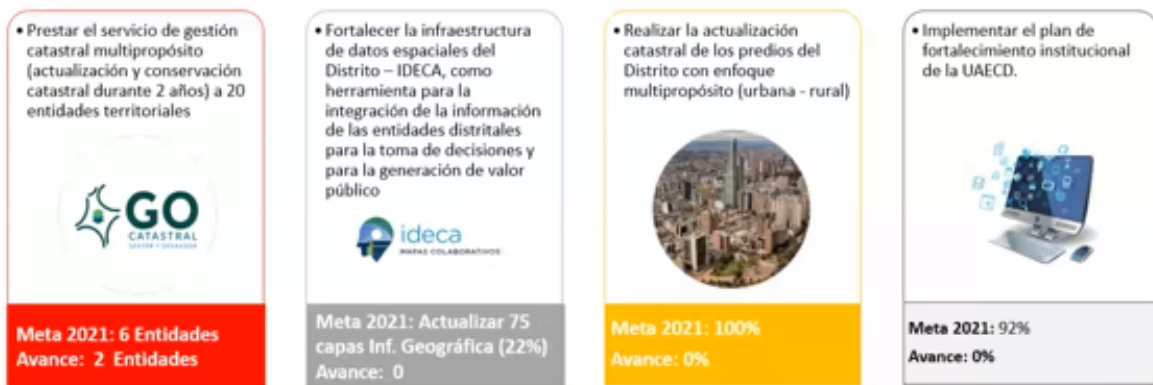 • Prestar el servicio de gestión
catastral multipropósito
(actualización y conservación
catastral durante 2 años) a 20
entidades territoriales
GO
CATASTRAL
GESTOR Y OPERADOR
Meta 2021: 6 Entidades
Avance: 2 Entidades
• Fortalecer la infraestructura
de datos espaciales del
Distrito – IDECA, como
herramienta para la
integración de la información
de las entidades distritales
para la toma de decisiones y
para la generación de valor
público
ideca
MAPAS COLABORATIVOS
Meta 2021: Actualizar 75
capas Inf. Geográfica (22%)
Avance: 0
• Realizar la actualización
catastral de los predios del
Distrito con enfoque
multipropósito (urbana - rural)
Meta 2021: 100%
Avance: 0%
• Implementar el plan de
fortalecimiento institucional
de la UAECD.
Meta 2021: 92%
Avance: 0%